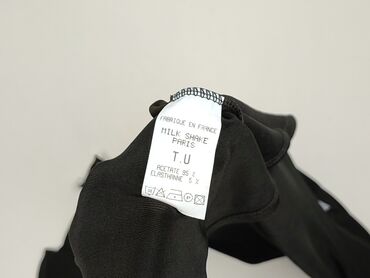 FABRIQUE EN FRANCE
MILK SHAKE
PARIS
T.U
ACETATE 95 %
ELASTHANNE 5 %